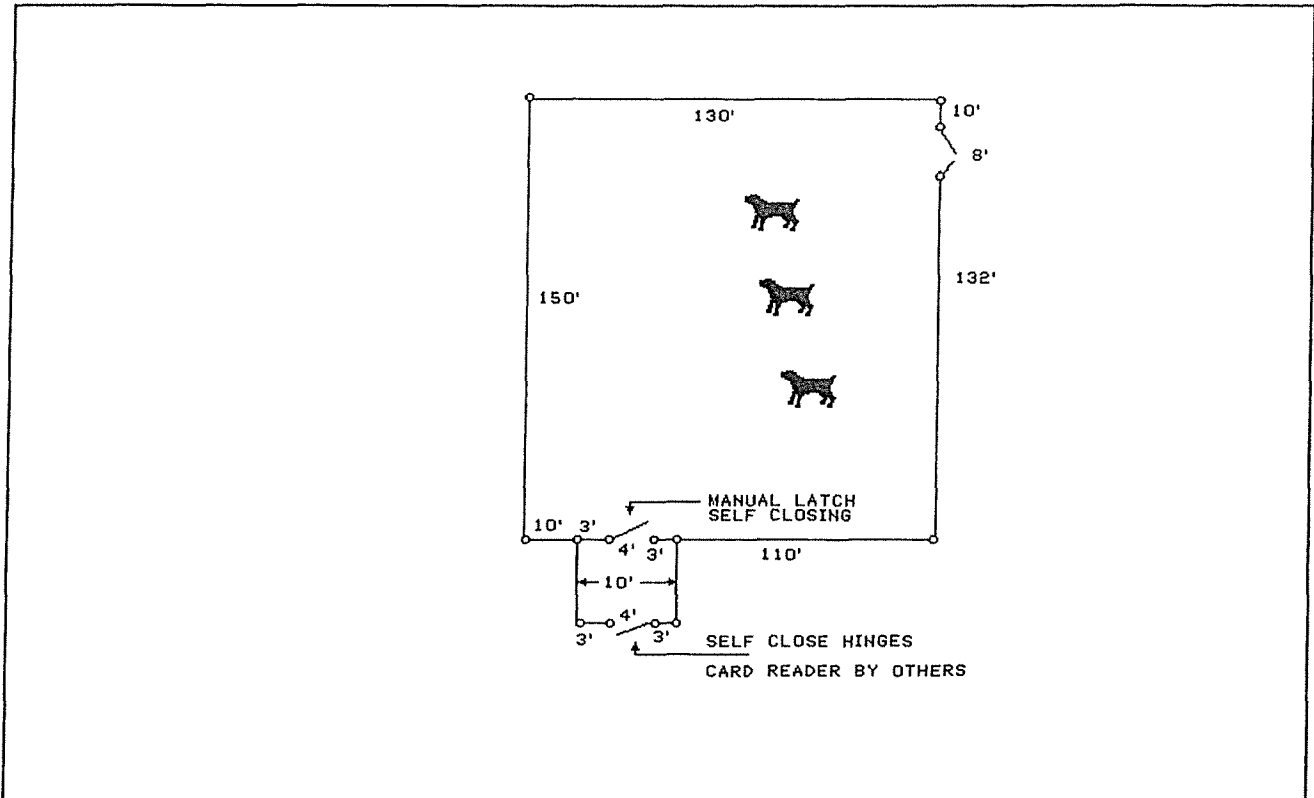 130'
10'
8'
150'
132'
MANUAL LATCH
SELF CLOSING
10' 3' 4' 3' 110'
10'
3' 4' 3'
SELF CLOSE HINGES
CARD READER BY OTHERS